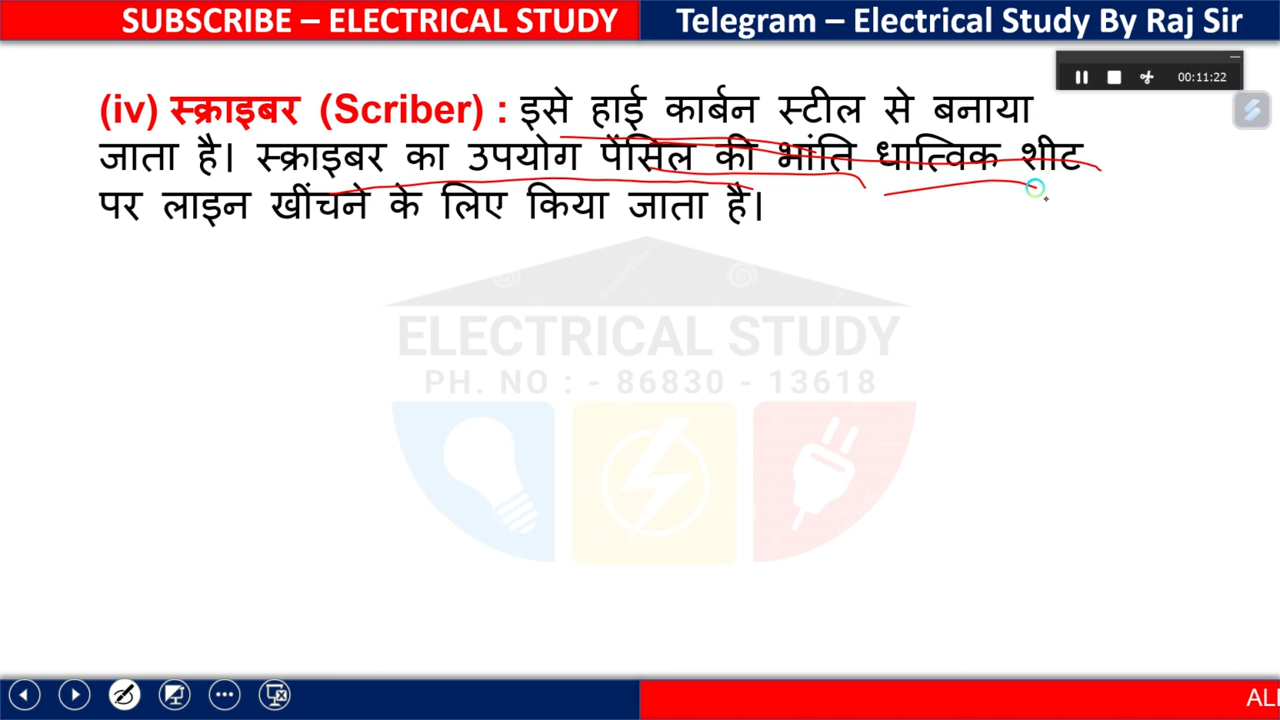 SUBSCRIBE – ELECTRICAL STUDY
Telegram – Electrical Study By Raj Sir
00:11:22
(iv) स्क्राइबर (Scriber) : इसे हाई कार्बन स्टील से बनाया
जाता है। स्क्राइबर का उपयोग पेंसिल की भांति धात्विक शीट
पर लाइन खींचने के लिए किया जाता है।
ELECTRICAL STUDY
PH. NO : - 86830 - 13618
ALL